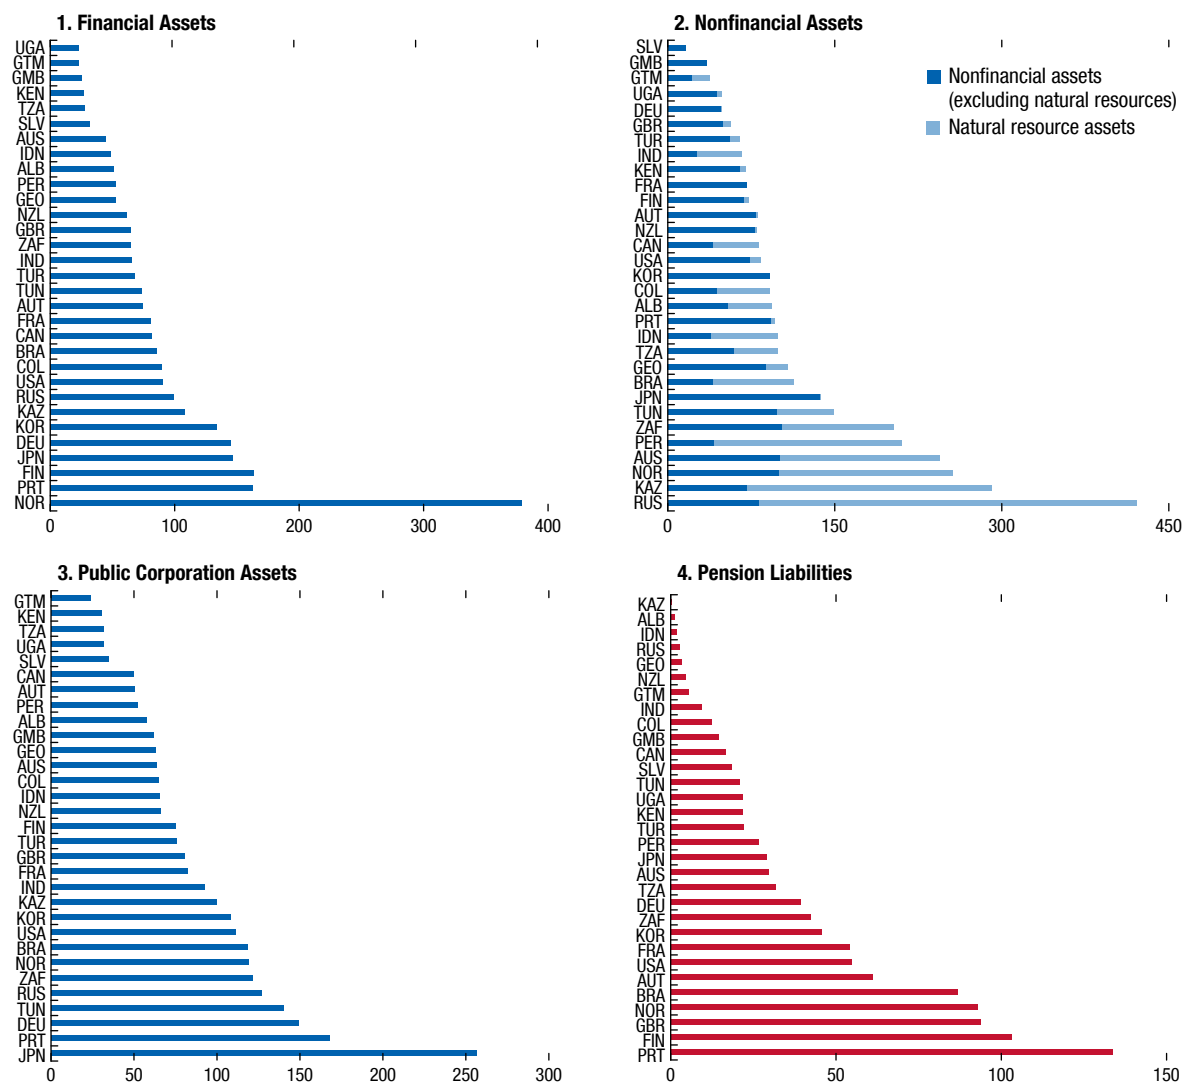 1. Financial Assets
UGA
GTM
GMB
KEN
TZA
SLV
AUS
IDN
ALB
PER
GEO
NZL
GBR
ZAF
IND
TUR
TUN
AUT
FRA
CAN
BRA
COL
USA
RUS
KAZ
KOR
DEU
JPN
FIN
PRT
NOR
0 100 200 300 400
2. Nonfinancial Assets
Nonfinancial assets
(excluding natural resources)
Natural resource assets
SLV
GMB
GTM
UGA
DEU
GBR
TUR
IND
KEN
FRA
FIN
AUT
NZL
CAN
USA
KOR
COL
ALB
PRT
IDN
TZA
GEO
BRA
JPN
TUN
ZAF
PER
AUS
NOR
KAZ
RUS
0 150 300 450
3. Public Corporation Assets
GTM
KEN
TZA
UGA
SLV
CAN
AUT
PER
ALB
GMB
GEO
AUS
COL
IDN
NZL
FIN
TUR
GBR
FRA
IND
KAZ
KOR
USA
BRA
NOR
ZAF
RUS
TUN
DEU
PRT
JPN
0 50 100 150 200 250 300
4. Pension Liabilities
KAZ
ALB
IDN
RUS
GEO
NZL
GTM
IND
COL
GMB
CAN
SLV
TUN
UGA
KEN
TUR
PER
JPN
AUS
TZA
DEU
ZAF
KOR
FRA
USA
AUT
BRA
NOR
GBR
FIN
PRT
0 50 100 150